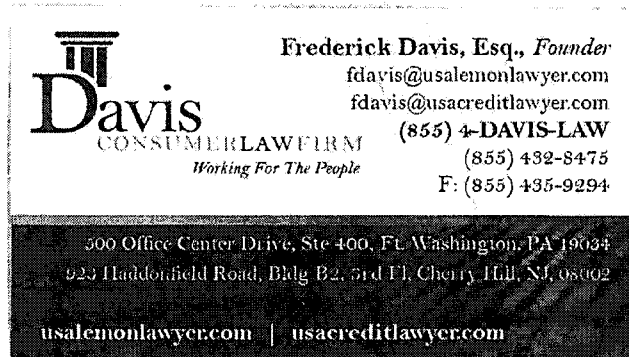 Davis
CONSUMERLAWFIRM
Working For The People
Frederick Davis, Esq., Founder
fdavis@usalemonlawyer.com
fdavis@usacreditlawyer.com
(855) 4-DAVIS-LAW
(855) 432-8475
F: (855) 435-9294
500 Office Center Drive, Ste 400, Ft. Washington, PA 19034
923 Haddonfield Road, Bldg B2, 3rd Fl, Cherry Hill, NJ, 08002
usalemonlawyer.com | usacreditlawyer.com